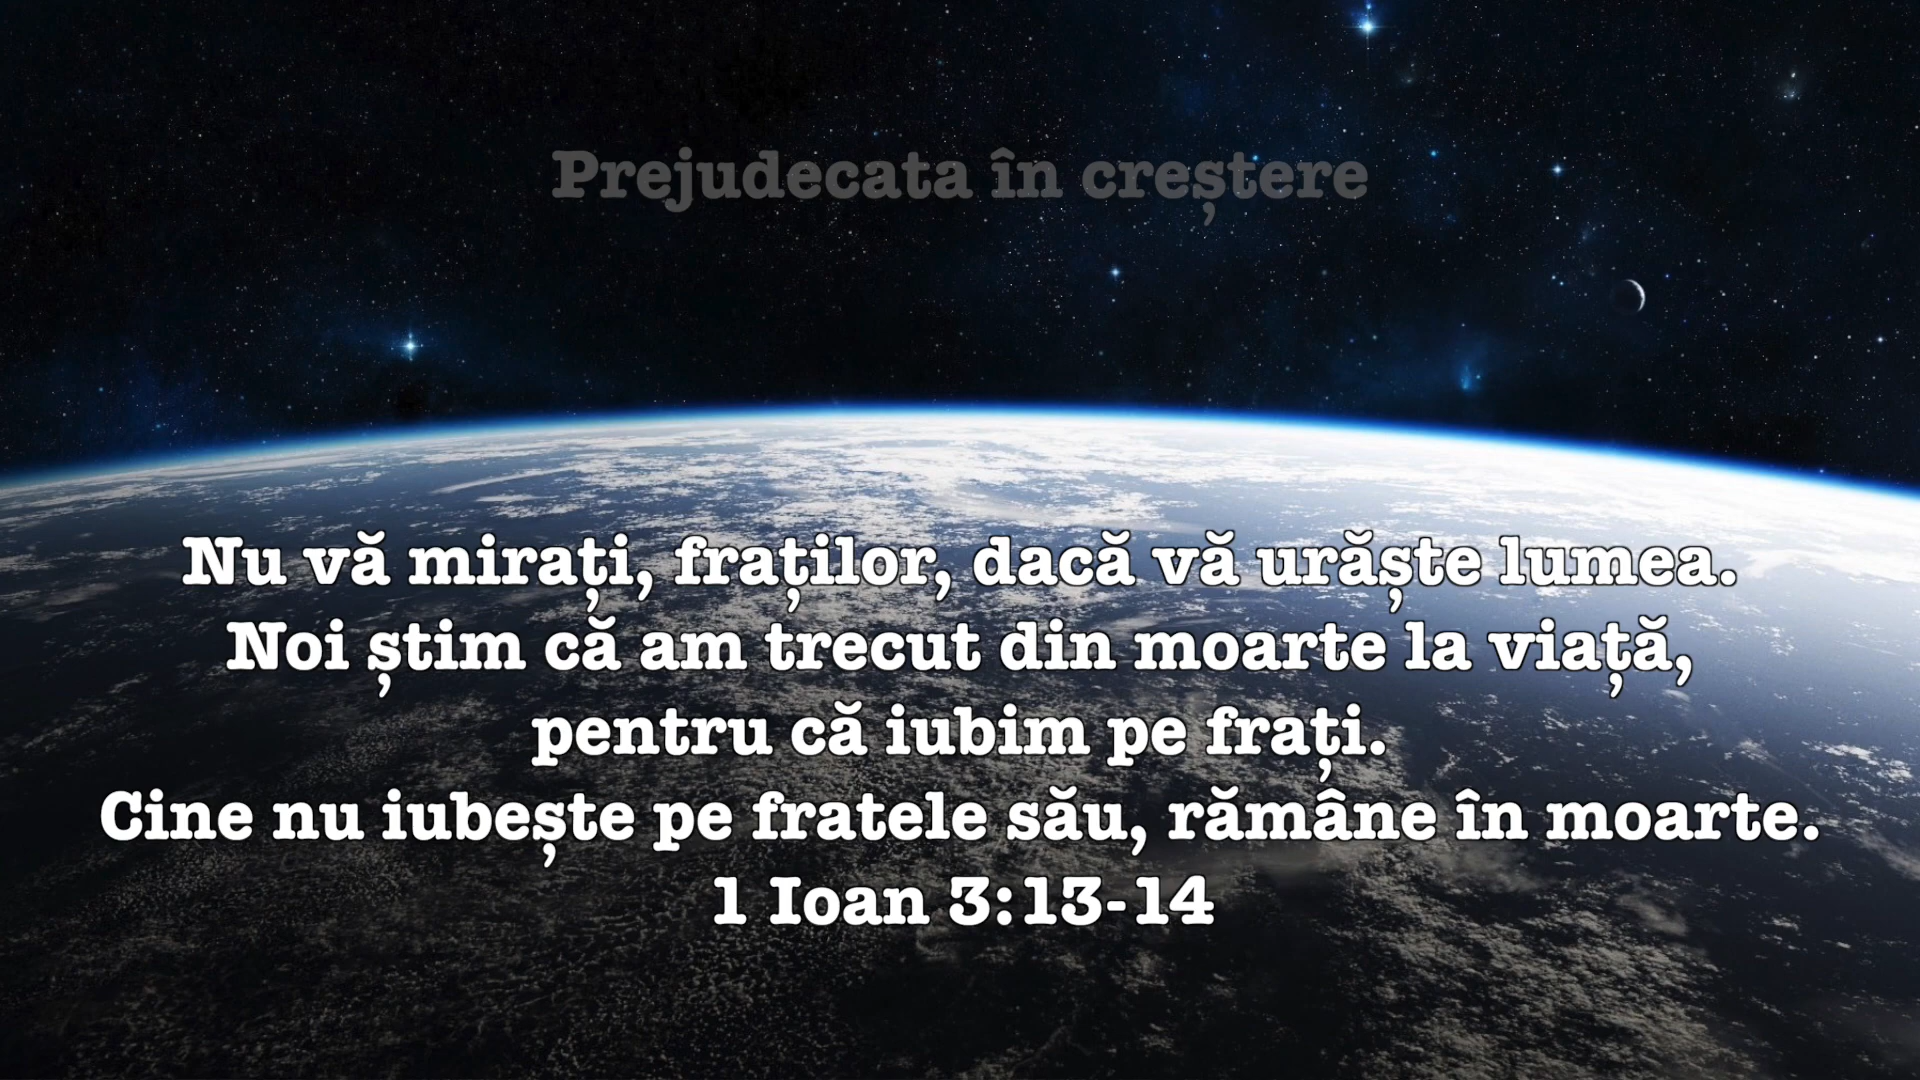 Prejudecata în creștere
Nu vă mirați, fraților, dacă vă urăște lumea.
Noi știm că am trecut din moarte la viață,
pentru că iubim pe frați.
Cine nu iubește pe fratele său, rămâne în moarte.
1 Ioan 3:13-14